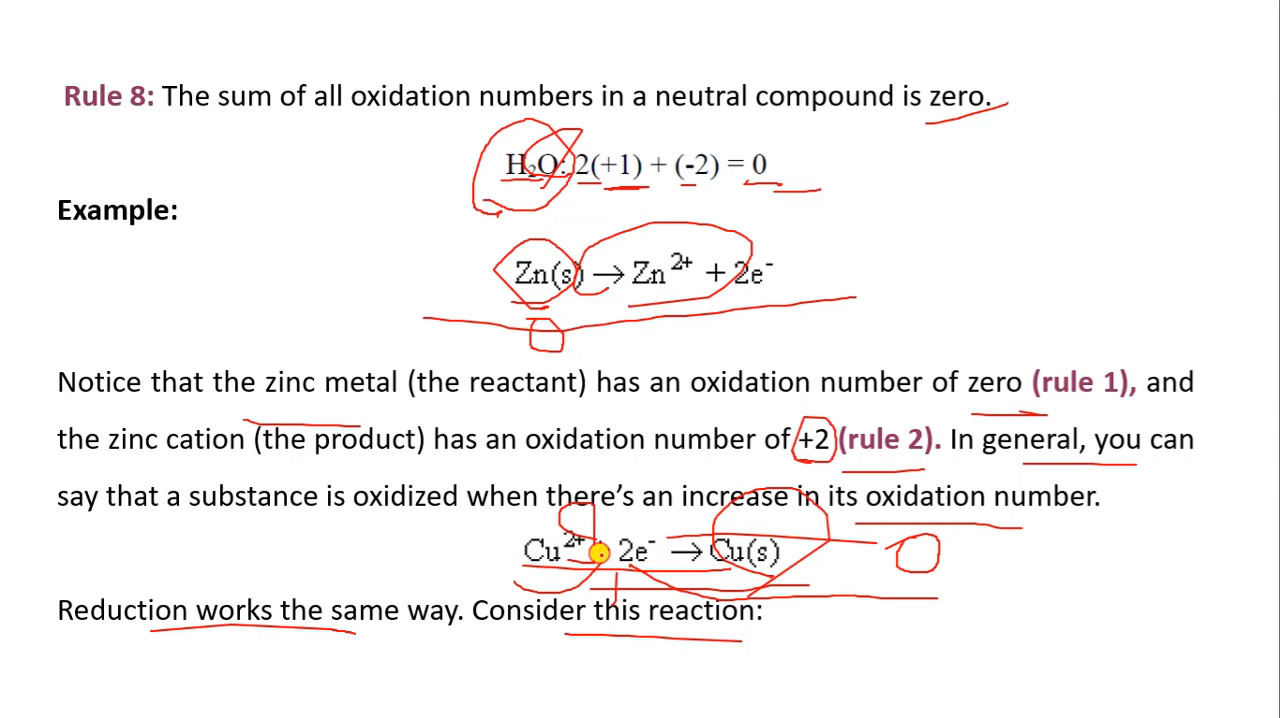 Rule 8: The sum of all oxidation numbers in a neutral compound is zero.
H₂O: 2(+1) + (-2) = 0
Example:
Zn(s) → Zn²⁺ + 2e⁻
Notice that the zinc metal (the reactant) has an oxidation number of zero (rule 1), and
the zinc cation (the product) has an oxidation number of +2 (rule 2). In general, you can
say that a substance is oxidized when there’s an increase in its oxidation number.
Cu²⁺ 2e⁻ → Cu(s)
Reduction works the same way. Consider this reaction: